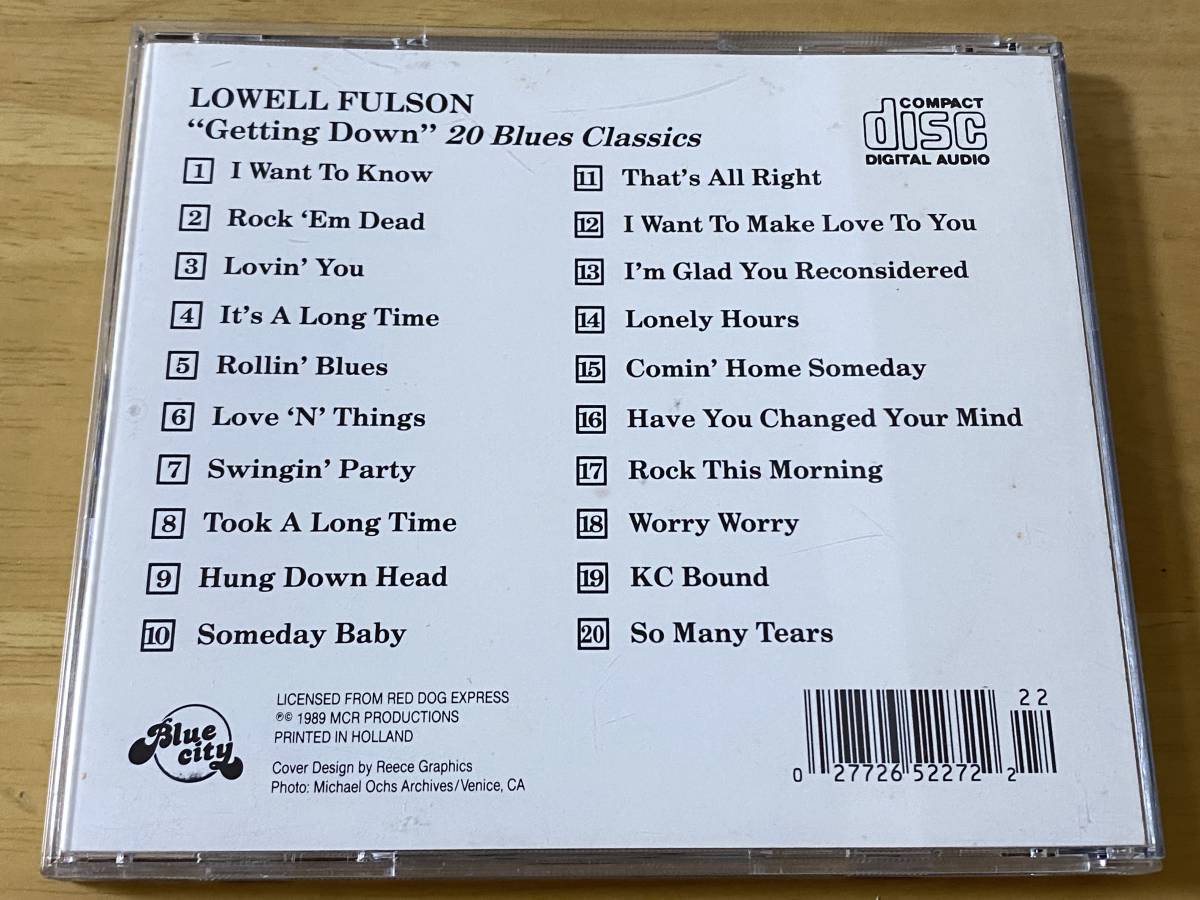 LOWELL FULSON
“Getting Down” 20 Blues Classics
COMPACT
disc
DIGITAL AUDIO
1 I Want To Know
2 Rock ‘Em Dead
3 Lovin’ You
4 It’s A Long Time
5 Rollin’ Blues
6 Love ‘N’ Things
7 Swingin’ Party
8 Took A Long Time
9 Hung Down Head
10 Someday Baby
11 That’s All Right
12 I Want To Make Love To You
13 I’m Glad You Reconsidered
14 Lonely Hours
15 Comin’ Home Someday
16 Have You Changed Your Mind
17 Rock This Morning
18 Worry Worry
19 KC Bound
20 So Many Tears
Blue
city
LICENSED FROM RED DOG EXPRESS
℗© 1989 MCR PRODUCTIONS
PRINTED IN HOLLAND
Cover Design by Reece Graphics
Photo: Michael Ochs Archives/Venice, CA
22
0 27726 52272 2